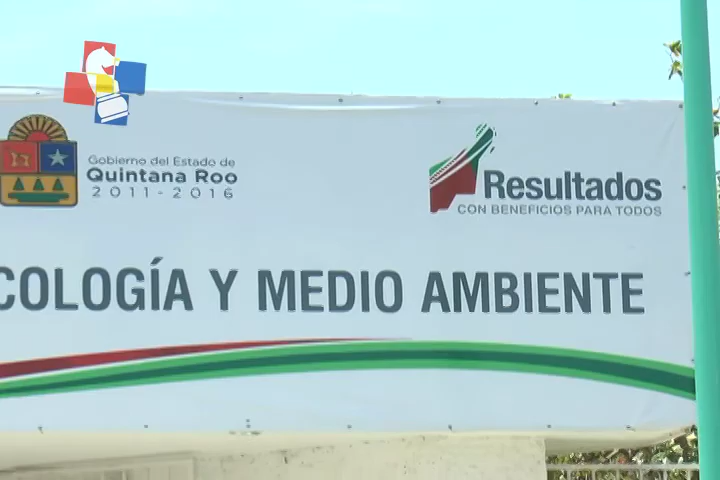 Gobierno del Estado de
Quintana Roo
2011-2016
Resultados
CON BENEFICIOS PARA TODOS
COLOGÍA Y MEDIO AMBIENTE